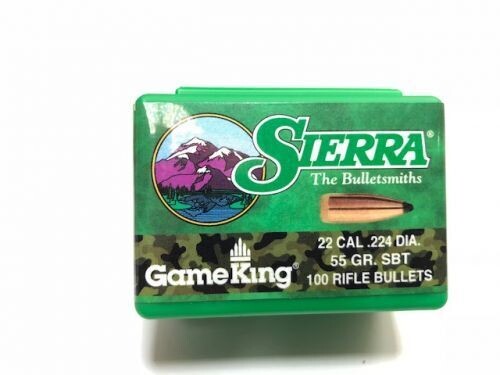 SIERRA®
The Bulletsmiths
GameKing®
22 CAL .224 DIA.
55 GR. SBT
100 RIFLE BULLETS